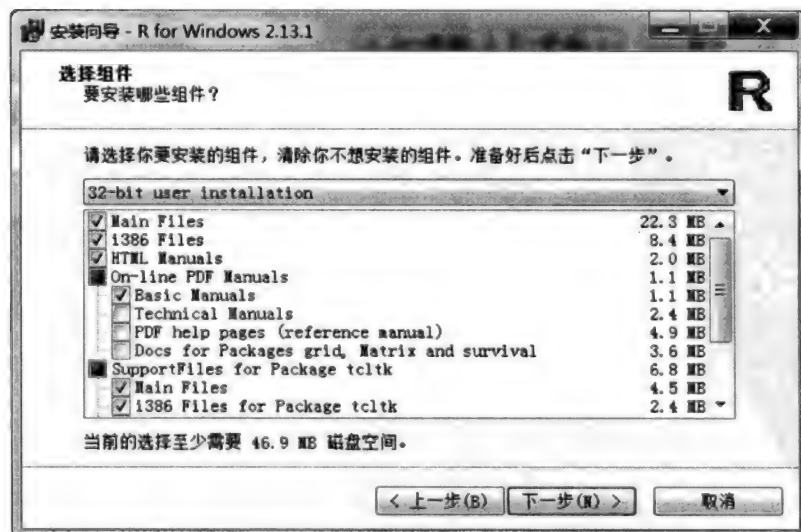 安装向导 - R for Windows 2.13.1
选择组件
要安装哪些组件？
R
请选择你要安装的组件，清除你不想安装的组件。准备好后点击“下一步”。
32-bit user installation
Main Files 22.3 MB
i386 Files 8.4 MB
HTML Manuals 2.0 MB
On-line PDF Manuals 1.1 MB
Basic Manuals 1.1 MB
Technical Manuals 2.4 MB
PDF help pages (reference manual) 4.9 MB
Docs for Packages grid, Matrix and survival 3.6 MB
SupportFiles for Package tcltk 6.8 MB
Main Files 4.5 MB
i386 Files for Package tcltk 2.4 MB
当前的选择至少需要 46.9 MB 磁盘空间。
< 上一步(B) 下一步(N) > 取消